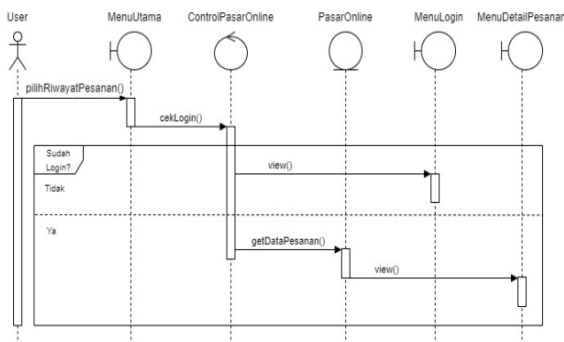 User
MenuUtama
ControlPasarOnline
PasarOnline
MenuLogin
MenuDetailPesanan
pilihRiwayatPesanan()
cekLogin()
Sudah
Login?
view()
Tidak
Ya
getDataPesanan()
view()